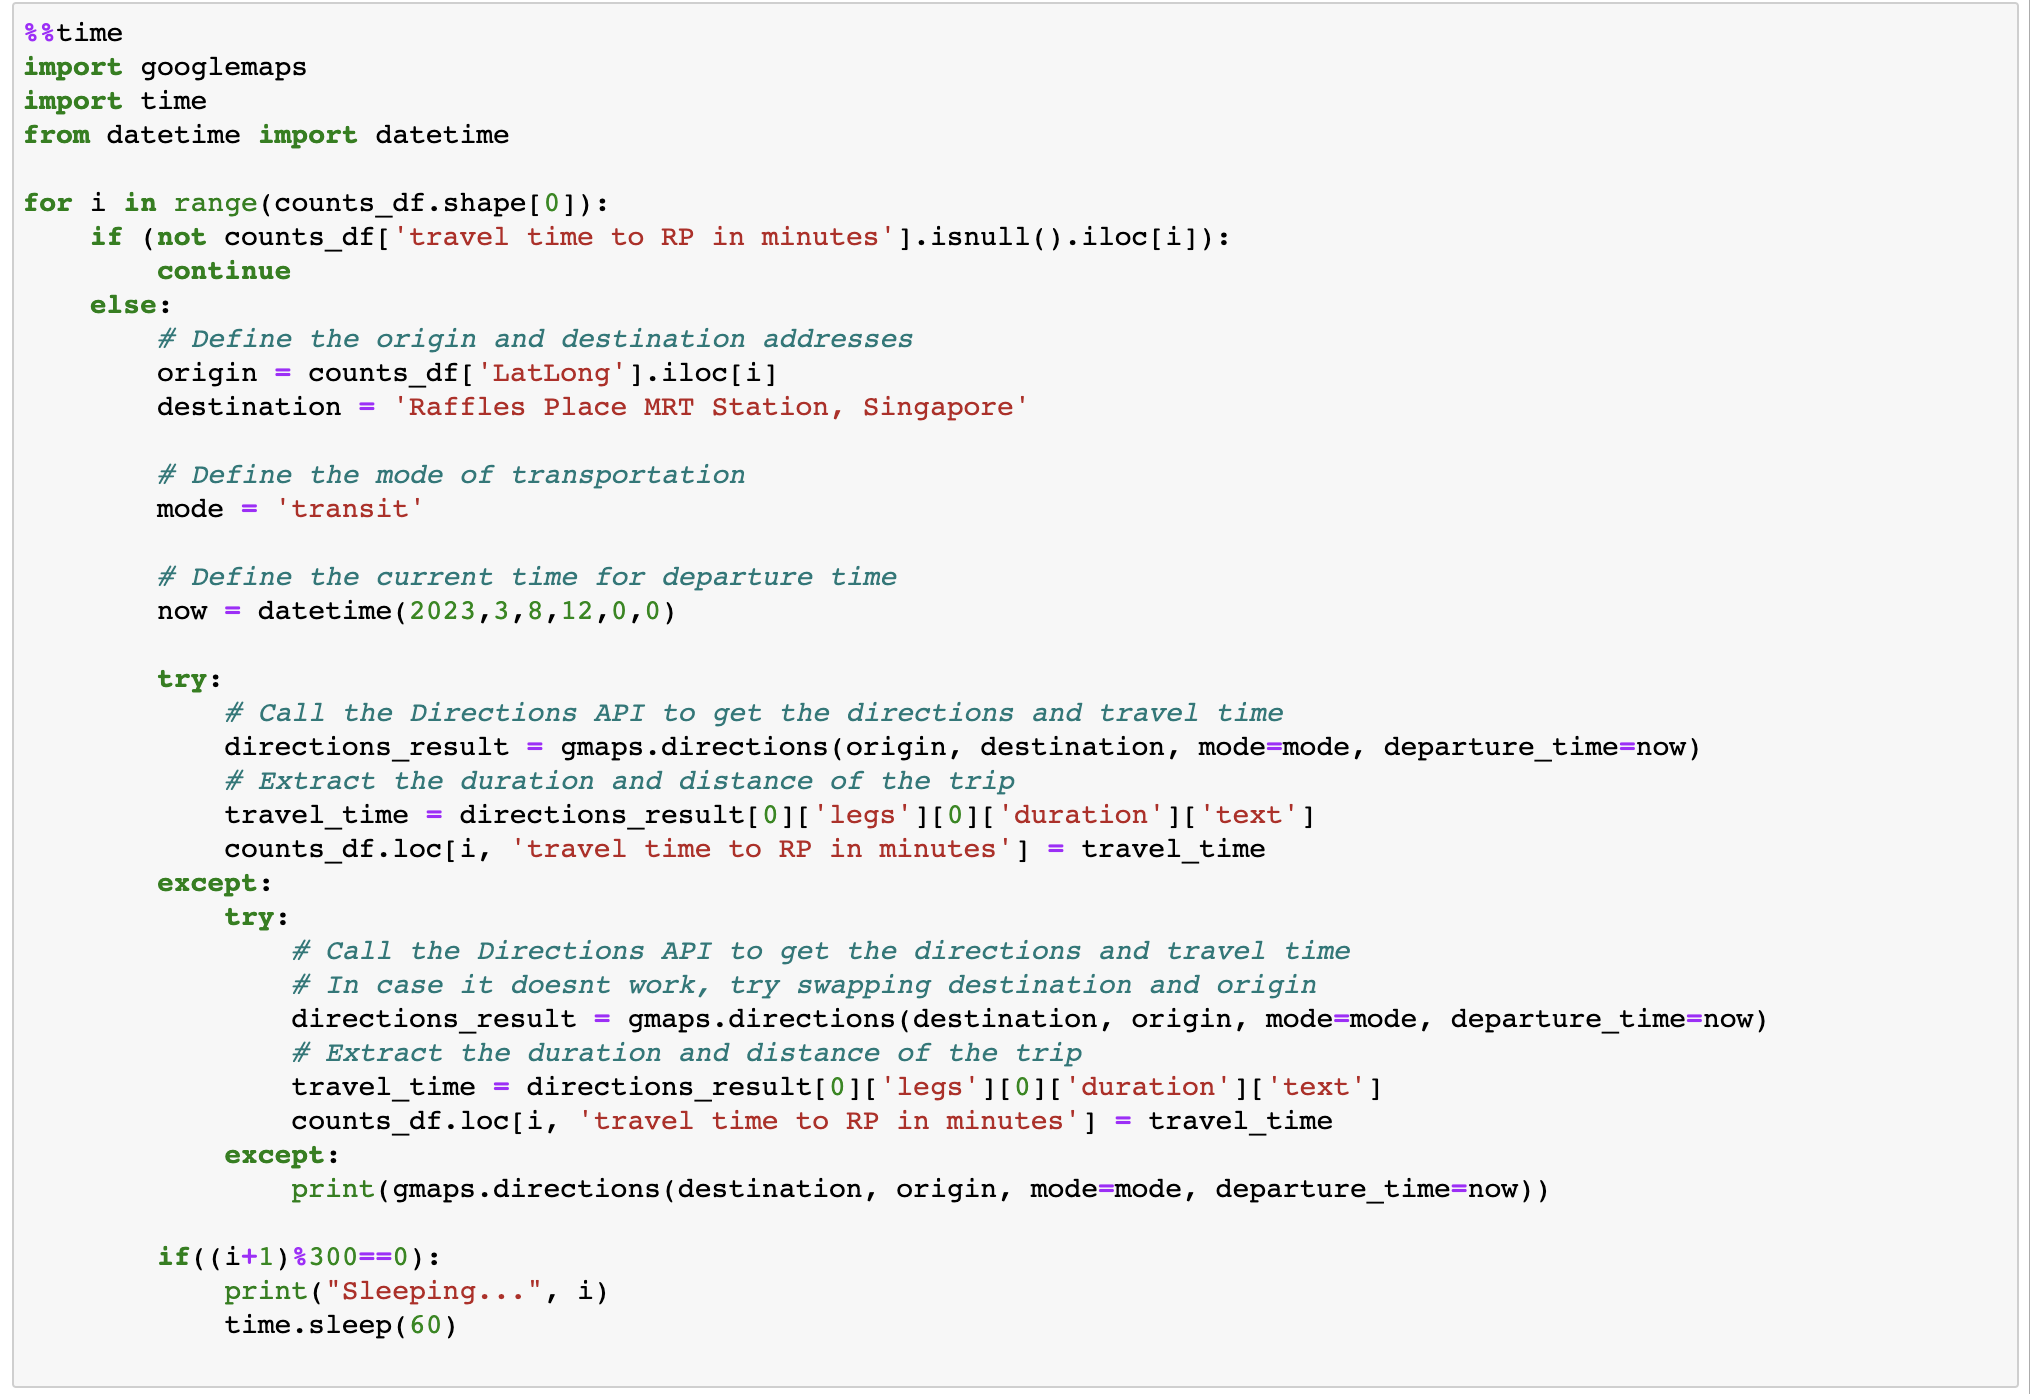 %%time
import googlemaps
import time
from datetime import datetime

for i in range(counts_df.shape[0]):
    if (not counts_df['travel time to RP in minutes'].isnull().iloc[i]):
        continue
    else:
        # Define the origin and destination addresses
        origin = counts_df['LatLong'].iloc[i]
        destination = 'Raffles Place MRT Station, Singapore'

        # Define the mode of transportation
        mode = 'transit'

        # Define the current time for departure time
        now = datetime(2023,3,8,12,0,0)

        try:
            # Call the Directions API to get the directions and travel time
            directions_result = gmaps.directions(origin, destination, mode=mode, departure_time=now)
            # Extract the duration and distance of the trip
            travel_time = directions_result[0]['legs'][0]['duration']['text']
            counts_df.loc[i, 'travel time to RP in minutes'] = travel_time
        except:
            try:
                # Call the Directions API to get the directions and travel time
                # In case it doesnt work, try swapping destination and origin
                directions_result = gmaps.directions(destination, origin, mode=mode, departure_time=now)
                # Extract the duration and distance of the trip
                travel_time = directions_result[0]['legs'][0]['duration']['text']
                counts_df.loc[i, 'travel time to RP in minutes'] = travel_time
            except:
                print(gmaps.directions(destination, origin, mode=mode, departure_time=now))

        if((i+1)%300==0):
            print("Sleeping...", i)
            time.sleep(60)